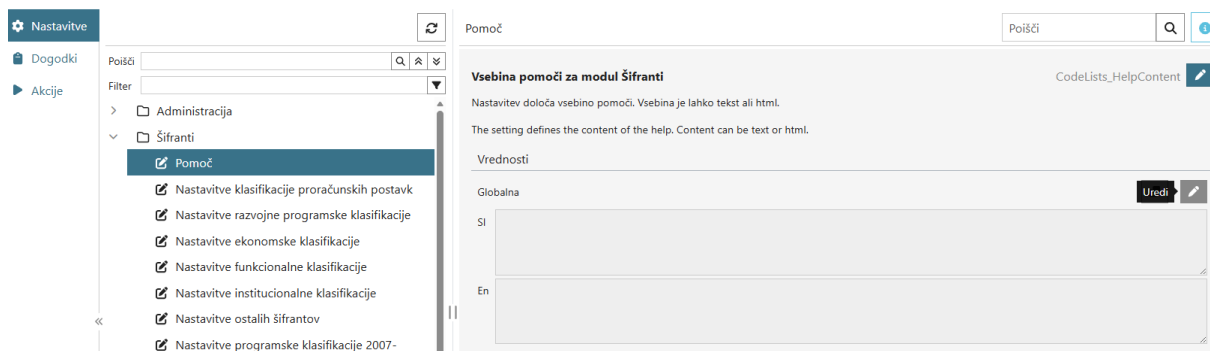 Nastavitve
Dogodki
Akcije
Poišči
Filter
Administracija
Šifranti
Pomoč
Nastavitve klasifikacije proračunskih postavk
Nastavitve razvojne programske klasifikacije
Nastavitve ekonomske klasifikacije
Nastavitve funkcionalne klasifikacije
Nastavitve institucionalne klasifikacije
Nastavitve ostalih šifrantov
Nastavitve programske klasifikacije 2007-
Pomoč
Poišči
Vsebina pomoči za modul Šifranti
CodeLists_HelpContent
Nastavitev določa vsebino pomoči. Vsebina je lahko tekst ali html.
The setting defines the content of the help. Content can be text or html.
Vrednosti
Globalna
Uredi
SI
En